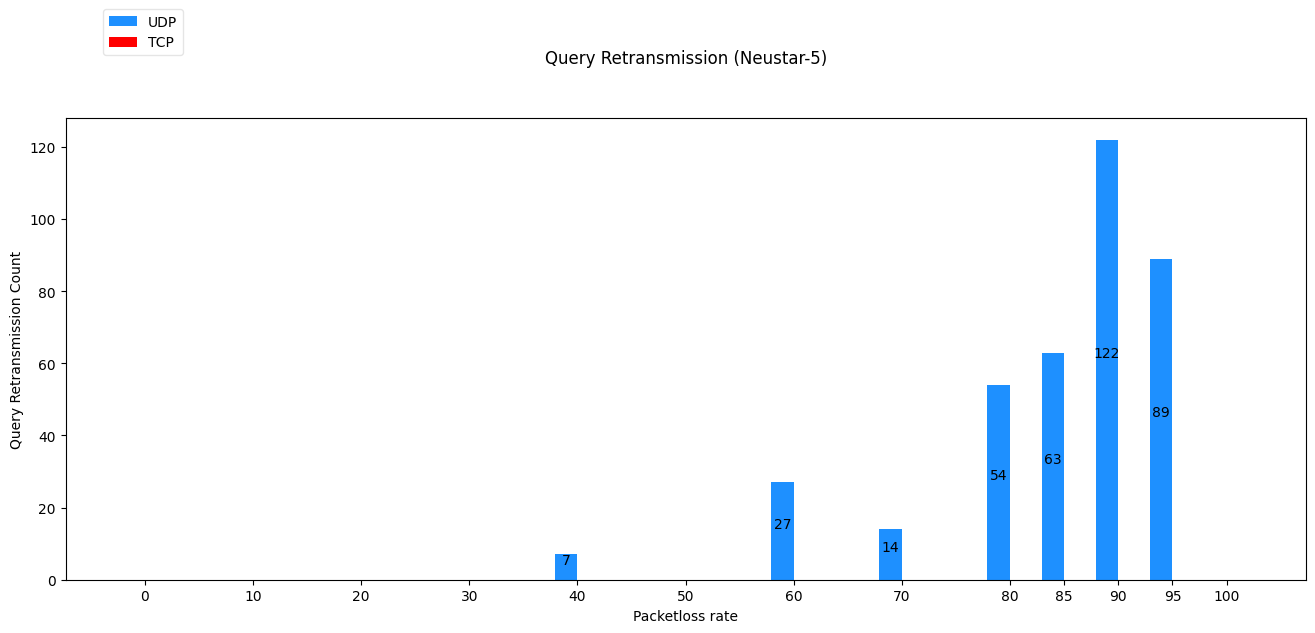 UDP
TCP
Query Retransmission (Neustar-5)
Query Retransmission Count
120
100
80
60
40
20
0
7
27
14
54
63
122
89
0 10 20 30 40 50 60 70 80 85 90 95 100
Packetloss rate